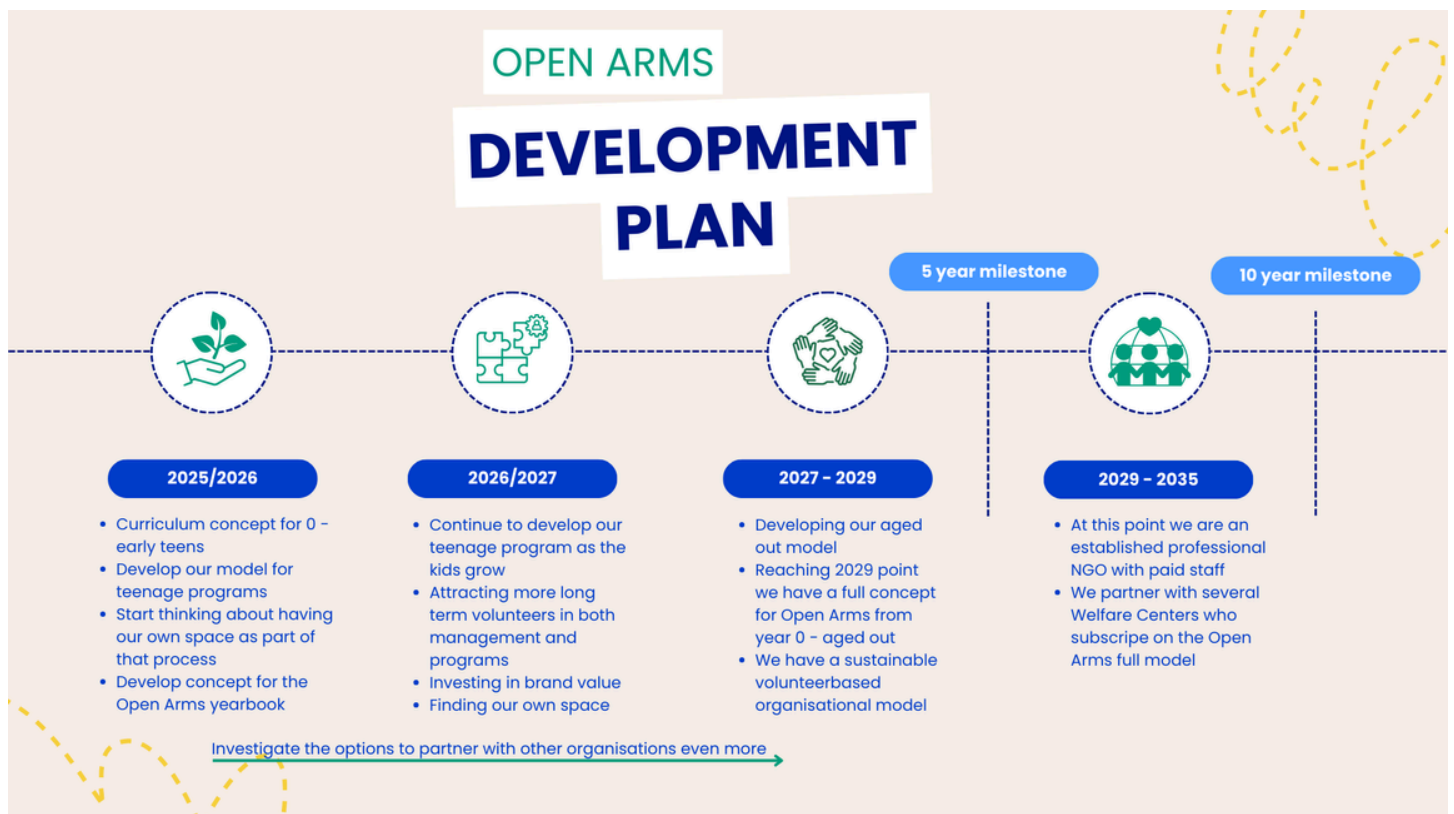 OPEN ARMS
DEVELOPMENT
PLAN
5 year milestone
10 year milestone
2025/2026
• Curriculum concept for 0 -
early teens
• Develop our model for
teenage programs
• Start thinking about having
our own space as part of
that process
• Develop concept for the
Open Arms yearbook
2026/2027
• Continue to develop our
teenage program as the
kids grow
• Attracting more long
term volunteers in both
management and
programs
• Investing in brand value
• Finding our own space
2027 - 2029
• Developing our aged
out model
• Reaching 2029 point
we have a full concept
for Open Arms from
year 0 - aged out
• We have a sustainable
volunteerbased
organisational model
2029 - 2035
• At this point we are an
established professional
NGO with paid staff
• We partner with several
Welfare Centers who
subscripe on the Open
Arms full model
Investigate the options to partner with other organisations even more